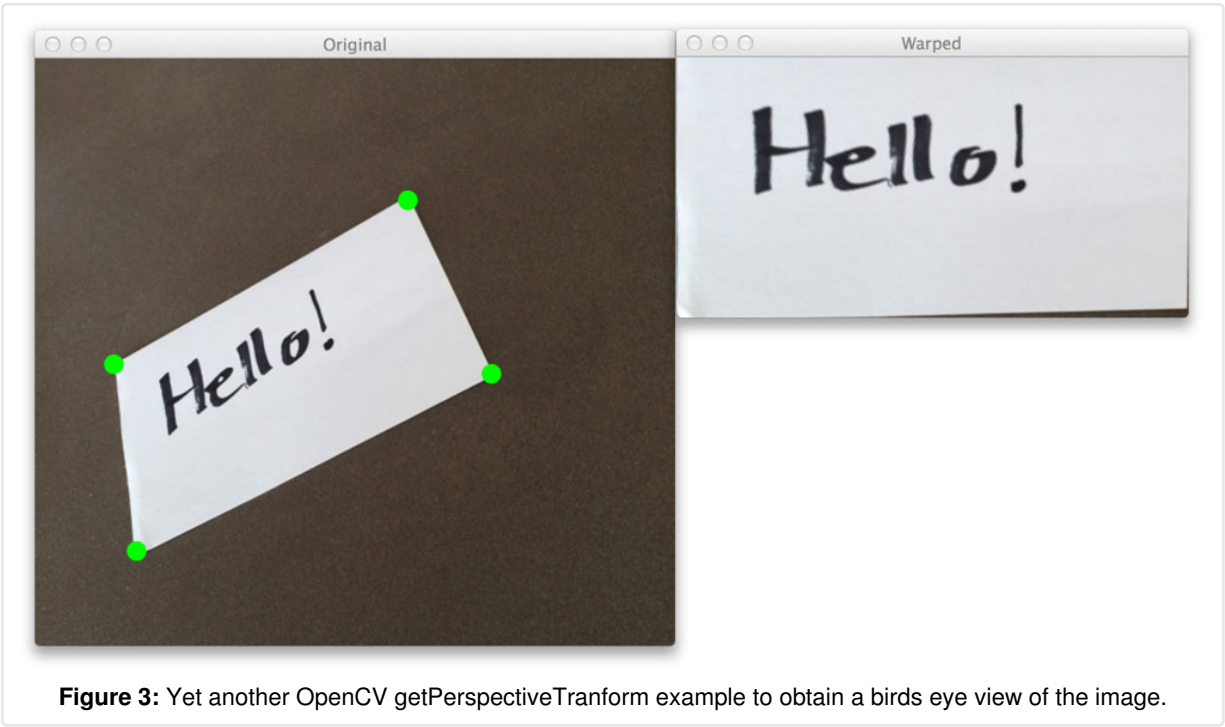 Original
Warped
Hello!
Hello!
Figure 3: Yet another OpenCV getPerspectiveTranform example to obtain a birds eye view of the image.